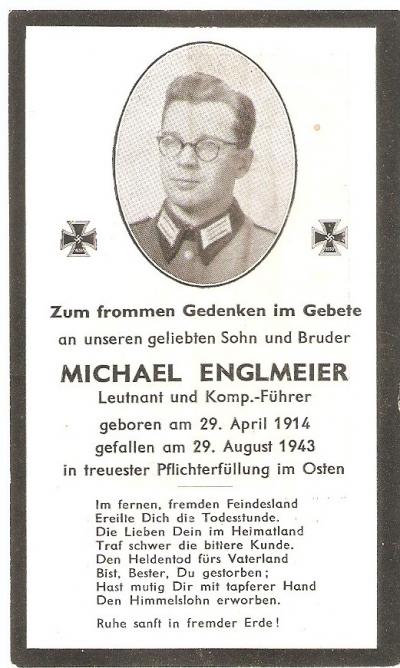 Zum frommen Gedenken im Gebete
an unseren geliebten Sohn und Bruder
MICHAEL ENGLMEIER
Leutnant und Komp.-Führer
geboren am 29. April 1914
gefallen am 29. August 1943
in treuester Pflichterfüllung im Osten
Im fernen, fremden Feindesland
Ereilte Dich die Todesstunde.
Die Lieben Dein im Heimatland
Traf schwer die bittere Kunde.
Den Heldentod fürs Vaterland
Bist, Bester, Du gestorben;
Hast mutig Dir mit tapferer Hand
Den Himmelslohn erworben.
Ruhe sanft in fremder Erde!